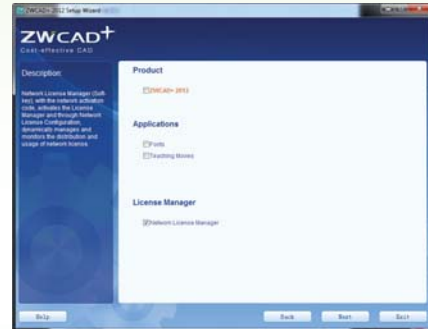 ZWCAD+ 2012 Setup Wizard
ZWCAD+
Cost-effective CAD
Description:
Network License Manager (Soft-
key), with the network activation
code, activates the License
Manager and through Network
License Configuration,
dynamically manages and
monitors the distribution and
usage of network license.
Product
ZWCAD+ 2012
Applications
Fonts
Teaching Movies
License Manager
Network License Manager
Help
Back
Next
Exit